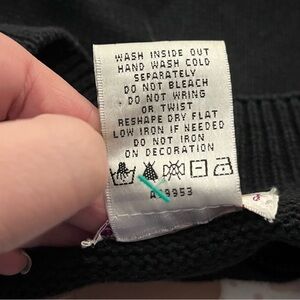 WASH INSIDE OUT
HAND WASH COLD
SEPARATELY
DO NOT BLEACH
DO NOT WRING
OR TWIST
RESHAPE DRY FLAT
LOW IRON IF NEEDED
DO NOT IRON
ON DECORATION